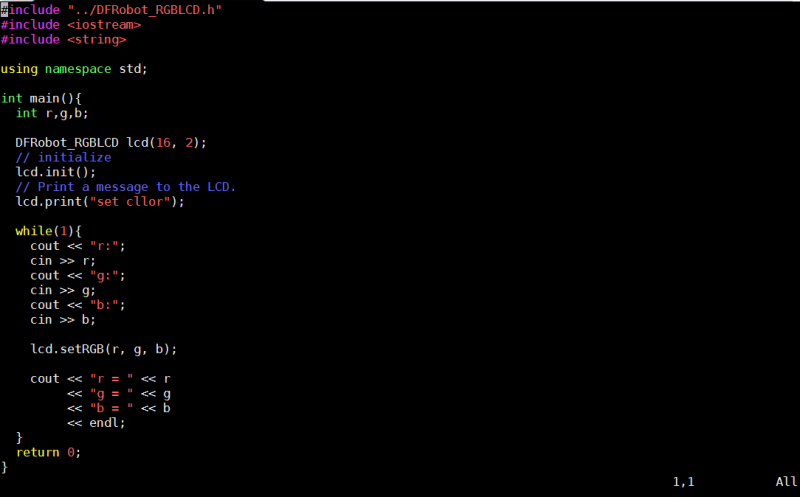 #include "../DFRobot_RGBLCD.h"
#include <iostream>
#include <string>

using namespace std;

int main(){
  int r,g,b;

  DFRobot_RGBLCD lcd(16, 2);
  // initialize
  lcd.init();
  // Print a message to the LCD.
  lcd.print("set cllor");

  while(1){
    cout << "r:";
    cin >> r;
    cout << "g:";
    cin >> g;
    cout << "b:";
    cin >> b;

    lcd.setRGB(r, g, b);

    cout << "r = " << r
         << "g = " << g
         << "b = " << b
         << endl;
  }
  return 0;
}
1,1 All